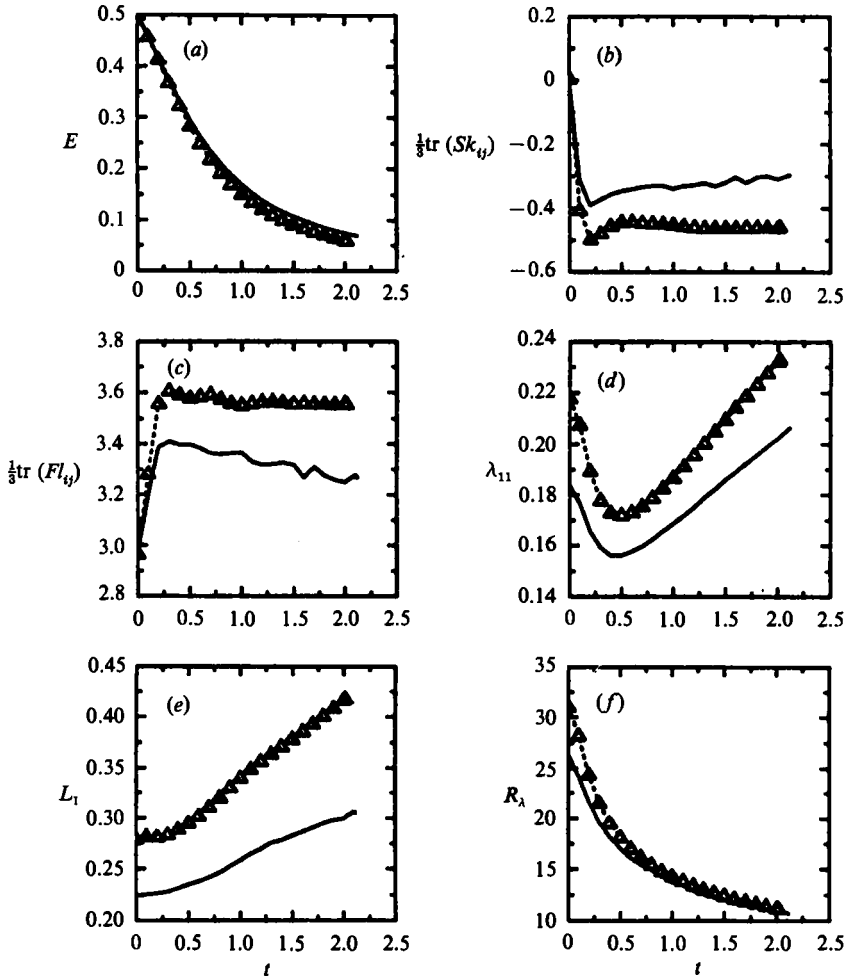 (a)
0.5
0.4
0.3
0.2
0.1
0
E
0 0.5 1.0 1.5 2.0 2.5
(b)
0.2
0
−0.2
−0.4
−0.6
⅓tr (Sk_ij)
0 0.5 1.0 1.5 2.0 2.5
(c)
3.8
3.6
3.4
3.2
3.0
2.8
⅓tr (Fl_ij)
0 0.5 1.0 1.5 2.0 2.5
(d)
0.24
0.22
0.20
0.18
0.16
0.14
λ₁₁
0 0.5 1.0 1.5 2.0 2.5
(e)
0.45
0.40
0.35
0.30
0.25
0.20
L_I
0 0.5 1.0 1.5 2.0 2.5
t
(f)
35
30
25
20
15
10
R_λ
0 0.5 1.0 1.5 2.0 2.5
t